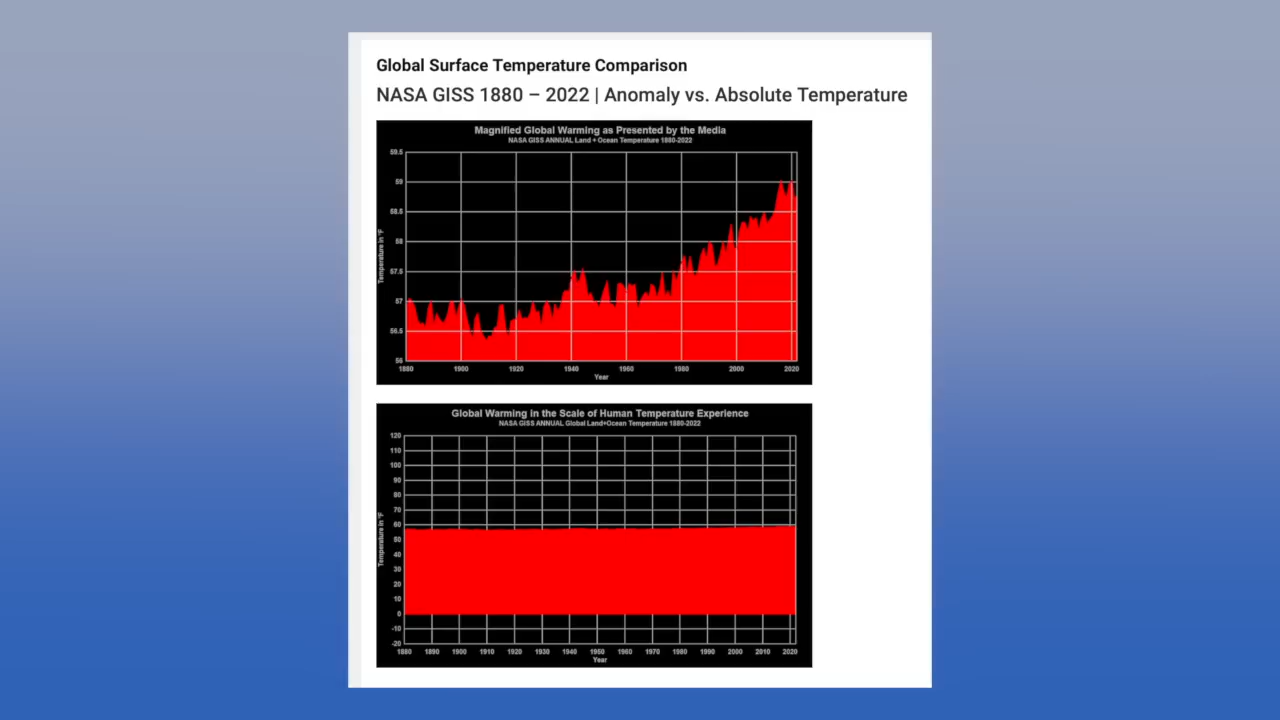 Global Surface Temperature Comparison
NASA GISS 1880 – 2022 | Anomaly vs. Absolute Temperature
Magnified Global Warming as Presented by the Media
NASA GISS ANNUAL Land + Ocean Temperature 1880-2022
59.5
59
58.5
58
57.5
57
56.5
56
Temperature in °F
1880 1900 1920 1940 1960 1980 2000 2020
Year
Global Warming in the Scale of Human Temperature Experience
NASA GISS ANNUAL Global Land+Ocean Temperature 1880-2022
120
110
100
90
80
70
60
50
40
30
20
10
0
-10
-20
Temperature in °F
1880 1890 1900 1910 1920 1930 1940 1950 1960 1970 1980 1990 2000 2010 2020
Year